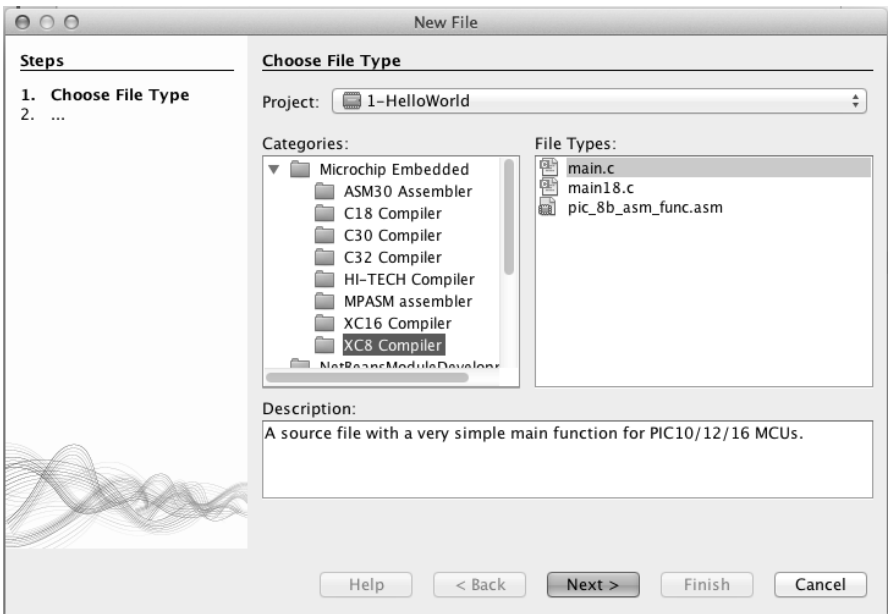 New File
Steps
1. Choose File Type
2. ...
Choose File Type
Project: 1-HelloWorld
Categories:
Microchip Embedded
ASM30 Assembler
C18 Compiler
C30 Compiler
C32 Compiler
HI-TECH Compiler
MPASM assembler
XC16 Compiler
XC8 Compiler
NetBeansModuleDevelopm
File Types:
main.c
main18.c
pic_8b_asm_func.asm
Description:
A source file with a very simple main function for PIC10/12/16 MCUs.
Help
< Back
Next >
Finish
Cancel